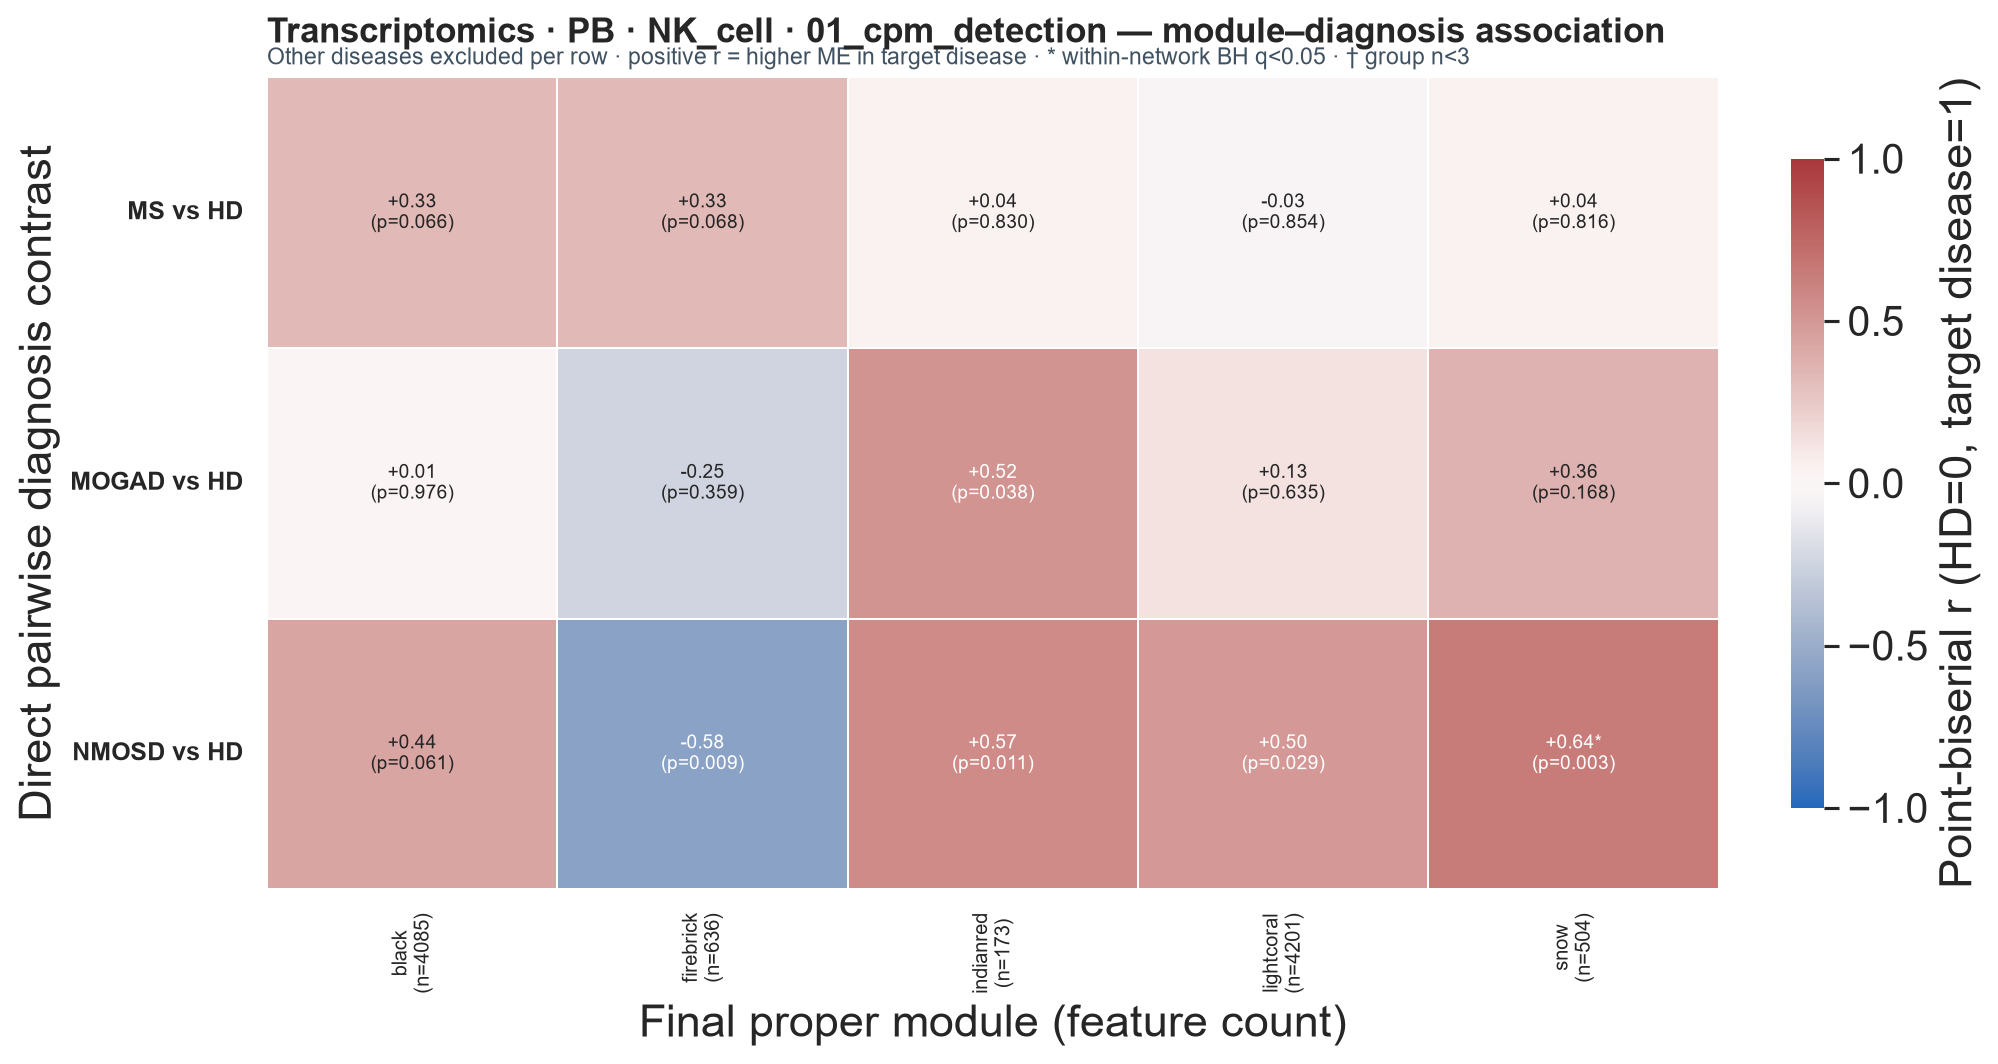 Transcriptomics · PB · NK_cell · 01_cpm_detection — module–diagnosis association
Other diseases excluded per row · positive r = higher ME in target disease · * within-network BH q<0.05 · † group n<3
Direct pairwise diagnosis contrast
MS vs HD
+0.33
(p=0.066)
+0.33
(p=0.068)
+0.04
(p=0.830)
-0.03
(p=0.854)
+0.04
(p=0.816)
MOGAD vs HD
+0.01
(p=0.976)
-0.25
(p=0.359)
+0.52
(p=0.038)
+0.13
(p=0.635)
+0.36
(p=0.168)
NMOSD vs HD
+0.44
(p=0.061)
-0.58
(p=0.009)
+0.57
(p=0.011)
+0.50
(p=0.029)
+0.64*
(p=0.003)
black
(n=4085)
firebrick
(n=636)
indianred
(n=173)
lightcoral
(n=4201)
snow
(n=504)
Final proper module (feature count)
1.0
0.5
0.0
−0.5
−1.0
Point-biserial r (HD=0, target disease=1)